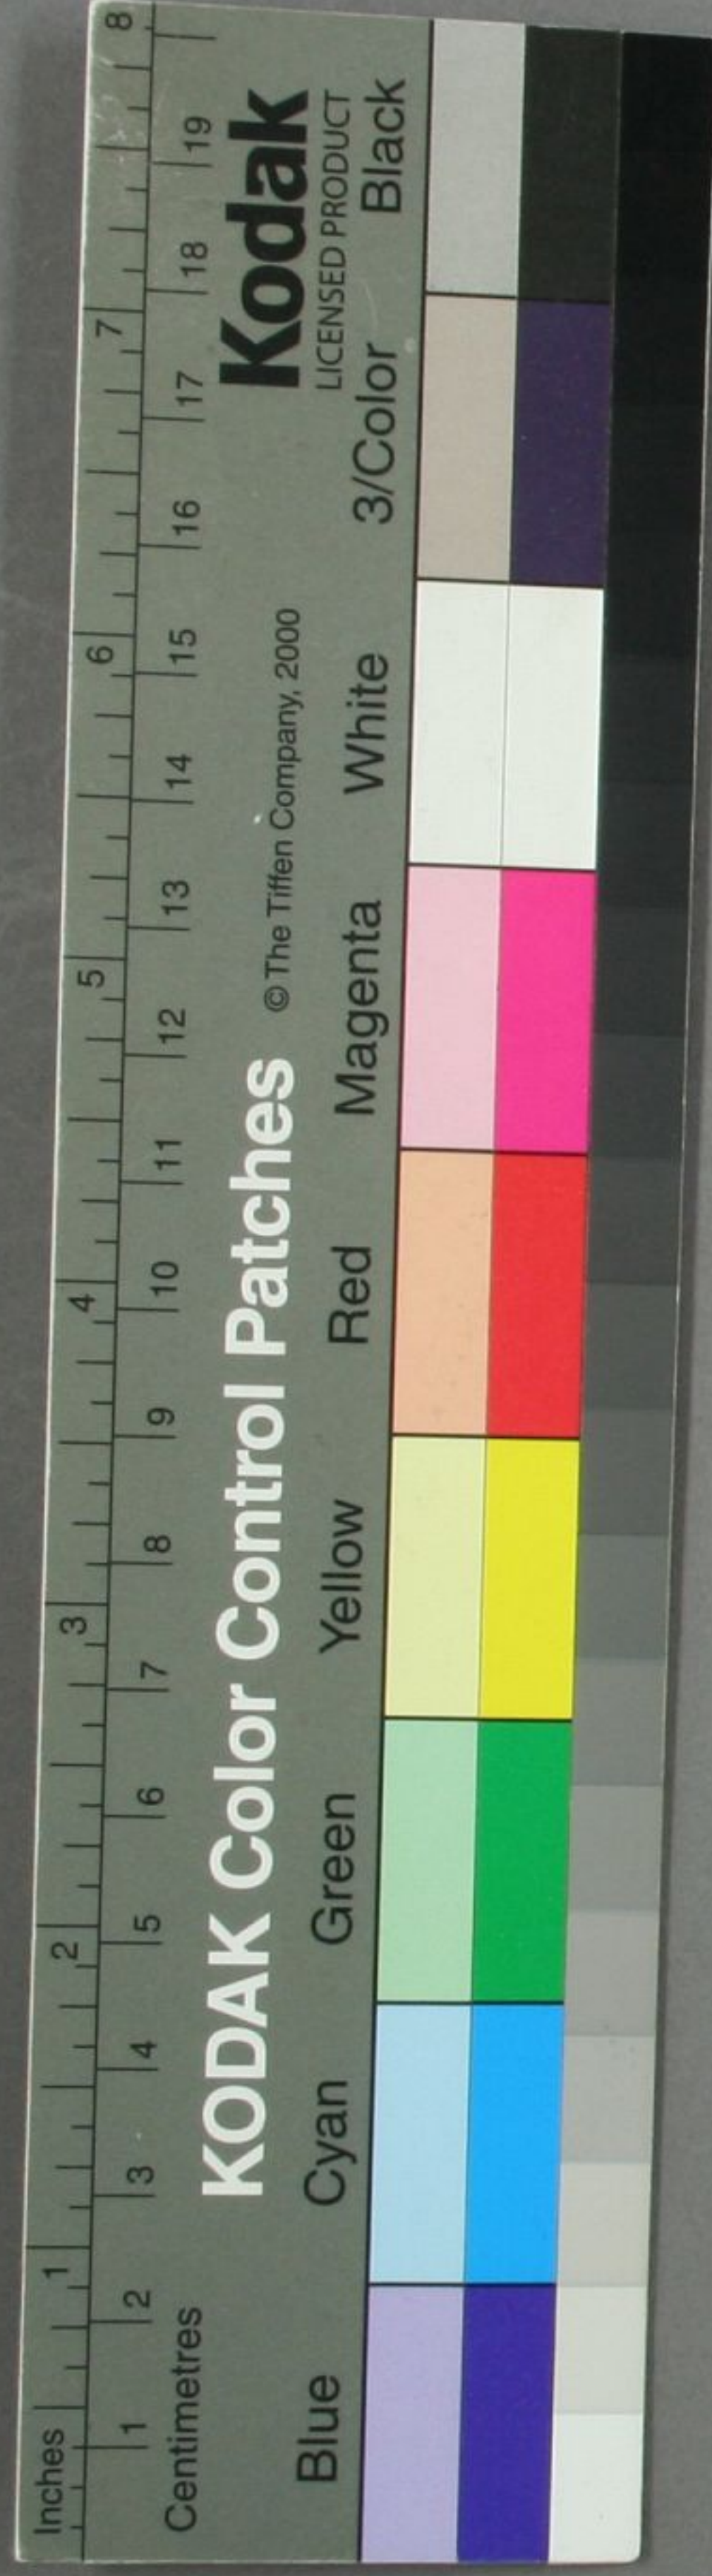 Inches 1 2 3 4 5 6 7 8
Centimetres 1 2 3 4 5 6 7 8 9 10 11 12 13 14 15 16 17 18 19
KODAK Color Control Patches © The Tiffen Company, 2000 Kodak
LICENSED PRODUCT
Blue Cyan Green Yellow Red Magenta White 3/Color Black